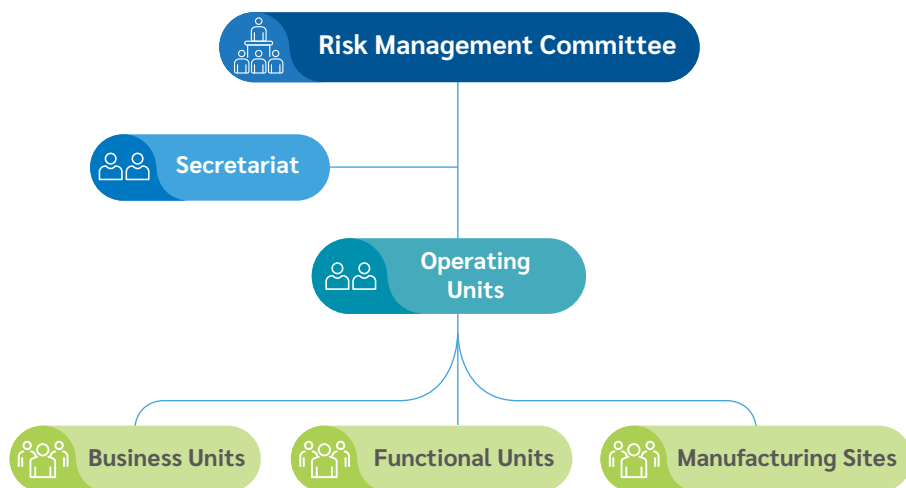 Risk Management Committee
Secretariat
Operating
Units
Business Units
Functional Units
Manufacturing Sites